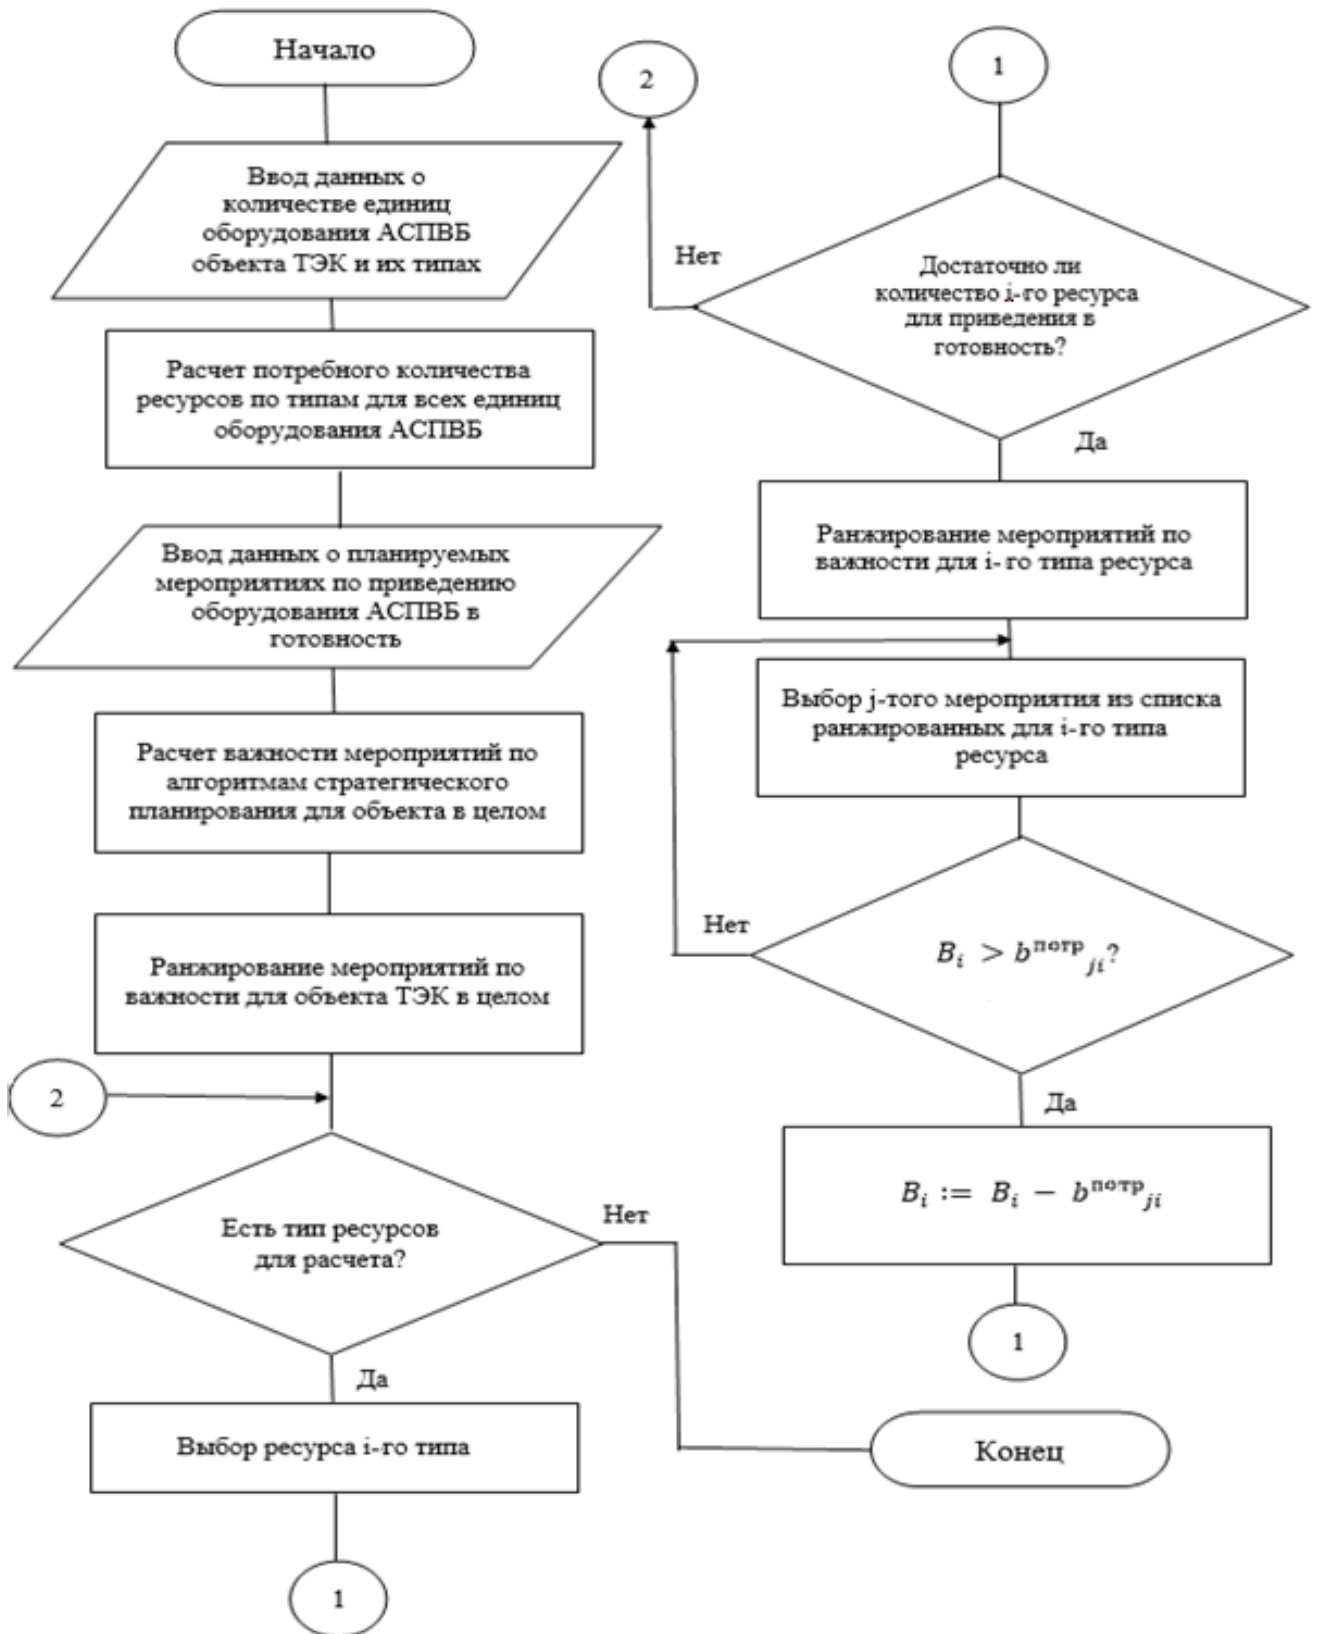 Начало
Ввод данных о
количестве единиц
оборудования АСПВБ
объекта ТЭК и их типах
Расчет потребного количества
ресурсов по типам для всех единиц
оборудования АСПВБ
Ввод данных о планируемых
мероприятиях по приведению
оборудования АСПВБ в
готовность
Расчет важности мероприятий по
алгоритмам стратегического
планирования для объекта в целом
Ранжирование мероприятий по
важности для объекта ТЭК в целом
2
Есть тип ресурсов
для расчета?
Нет
Да
Выбор ресурса i-го типа
1
2
1
Нет
Достаточно ли
количество i-го ресурса
для приведения в
готовность?
Да
Ранжирование мероприятий по
важности для i- го типа ресурса
Выбор j-того мероприятия из списка
ранжированных для i-го типа
ресурса
Нет
B_i > b^потр_ji?
Да
B_i := B_i − b^потр_ji
1
Конец